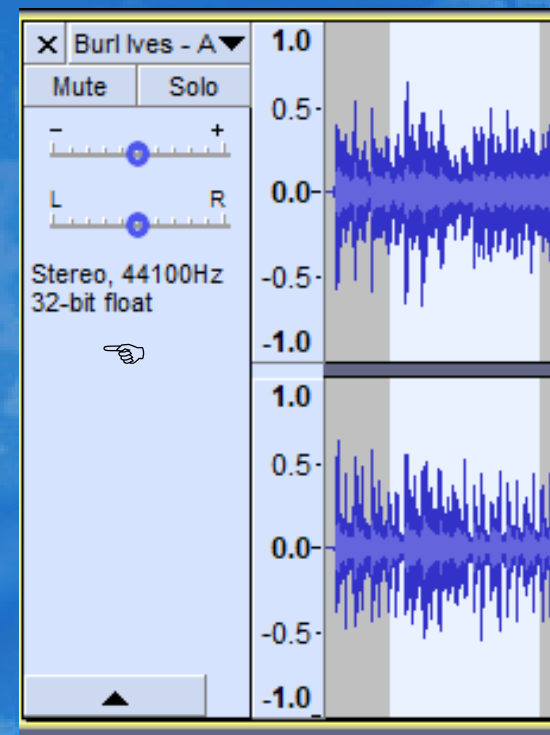 × Burl Ives - A
Mute Solo
- +
L R
Stereo, 44100Hz
32-bit float
1.0
0.5
0.0
-0.5
-1.0
1.0
0.5
0.0
-0.5
-1.0